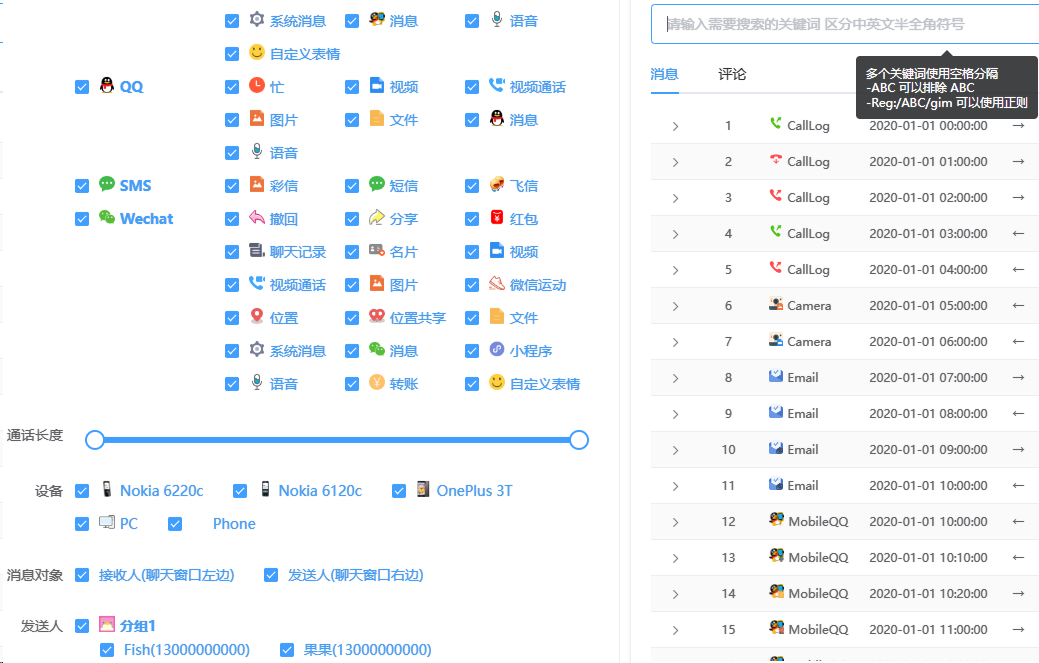 系统消息 消息 语音
自定义表情
QQ 忙 视频 视频通话
图片 文件 消息
语音
SMS 彩信 短信 飞信
Wechat 撤回 分享 红包
聊天记录 名片 视频
视频通话 图片 微信运动
位置 位置共享 文件
系统消息 消息 小程序
语音 转账 自定义表情
通话长度
设备 Nokia 6220c Nokia 6120c OnePlus 3T
PC Phone
消息对象 接收人(聊天窗口左边) 发送人(聊天窗口右边)
发送人 分组1
Fish(13000000000) 果果(13000000000)
请输入需要搜索的关键词 区分中英文半全角符号
消息 评论
多个关键词使用空格分隔
-ABC 可以排除 ABC
-Reg:/ABC/gim 可以使用正则
1 CallLog 2020-01-01 00:00:00 →
2 CallLog 2020-01-01 01:00:00 →
3 CallLog 2020-01-01 02:00:00 →
4 CallLog 2020-01-01 03:00:00 ←
5 CallLog 2020-01-01 04:00:00 ←
6 Camera 2020-01-01 05:00:00 ←
7 Camera 2020-01-01 06:00:00 ←
8 Email 2020-01-01 07:00:00 →
9 Email 2020-01-01 08:00:00 ←
10 Email 2020-01-01 09:00:00 →
11 Email 2020-01-01 10:00:00 ←
12 MobileQQ 2020-01-01 10:00:00 ←
13 MobileQQ 2020-01-01 10:10:00 ←
14 MobileQQ 2020-01-01 10:20:00 →
15 MobileQQ 2020-01-01 11:00:00 →